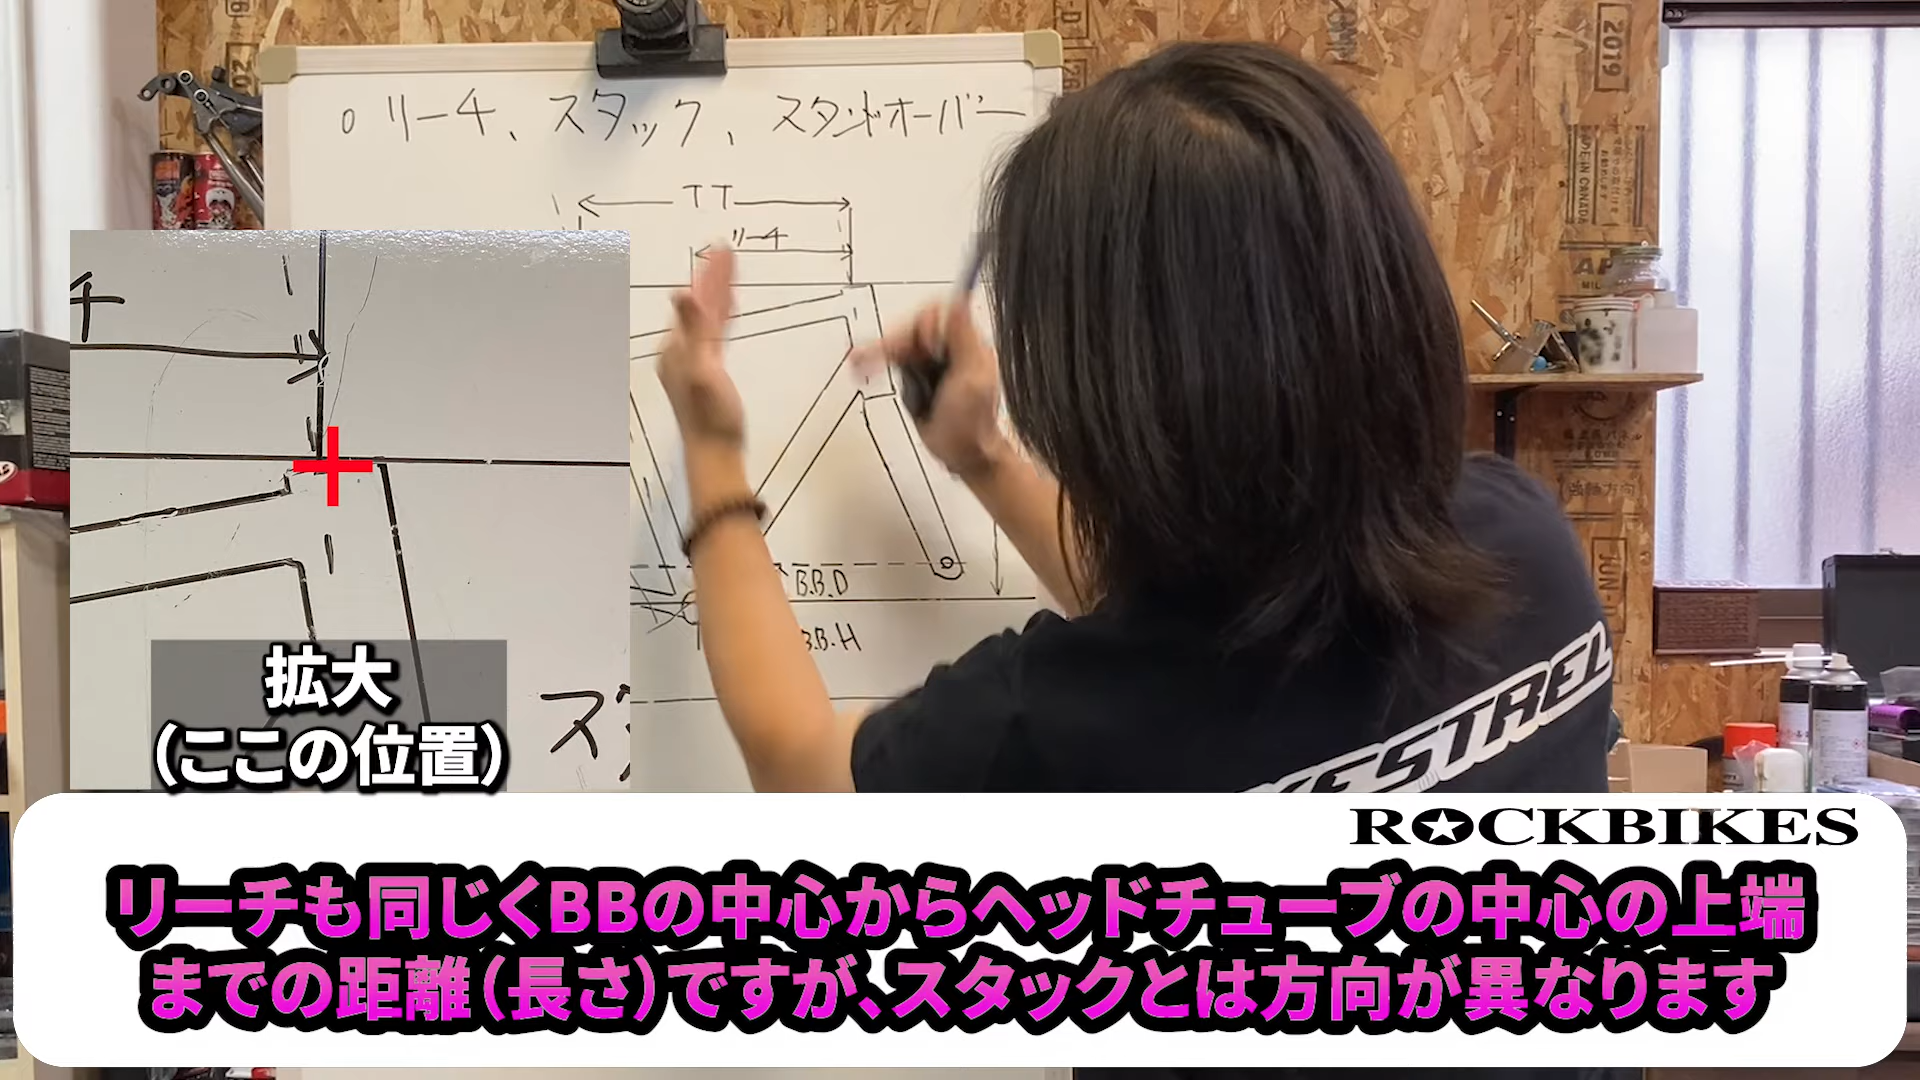 ○ リーチ、スタック、スタンドオーバー
TT
リーチ
チ
B.B.D
B.B.H
拡大
(ここの位置)
KESTREL
2019
ROCKBIKES
リーチも同じくBBの中心からヘッドチューブの中心の上端
までの距離(長さ)ですが、スタックとは方向が異なります